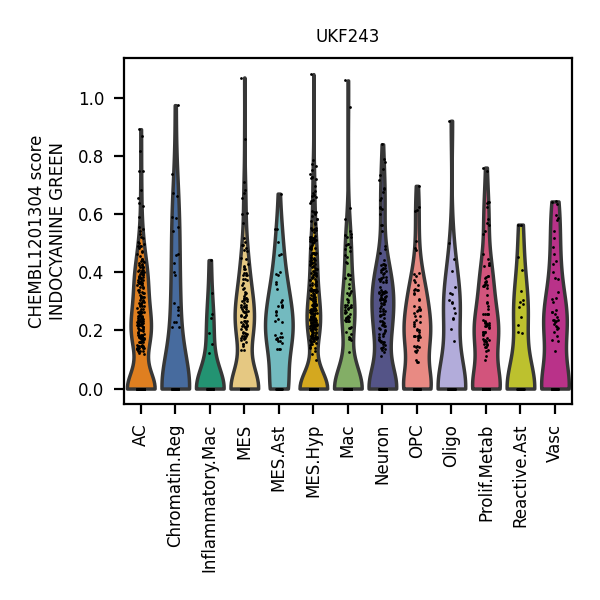 UKF243
CHEMBL1201304 score
INDOCYANINE GREEN
1.0
0.8
0.6
0.4
0.2
0.0
AC
Chromatin.Reg
Inflammatory.Mac
MES
MES.Ast
MES.Hyp
Mac
Neuron
OPC
Oligo
Prolif.Metab
Reactive.Ast
Vasc